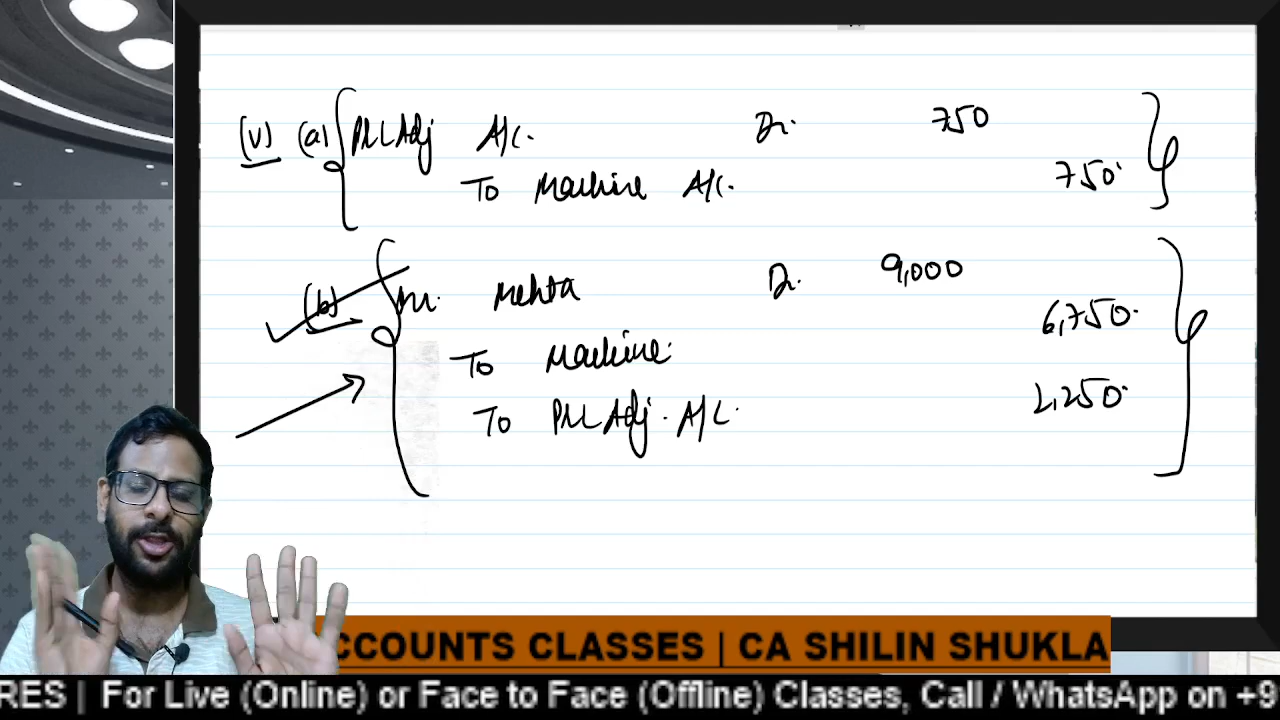 (V) (a) P&L Adj A/c. Dr. 750
To Machine A/c. 750
(b) Mr. Mehta Dr. 9,000
6,750
To Machine
2,250
To P&L Adj. A/c.
CCOUNTS CLASSES | CA SHILIN SHUKLA
RES | For Live (Online) or Face to Face (Offline) Classes, Call / WhatsApp on +9